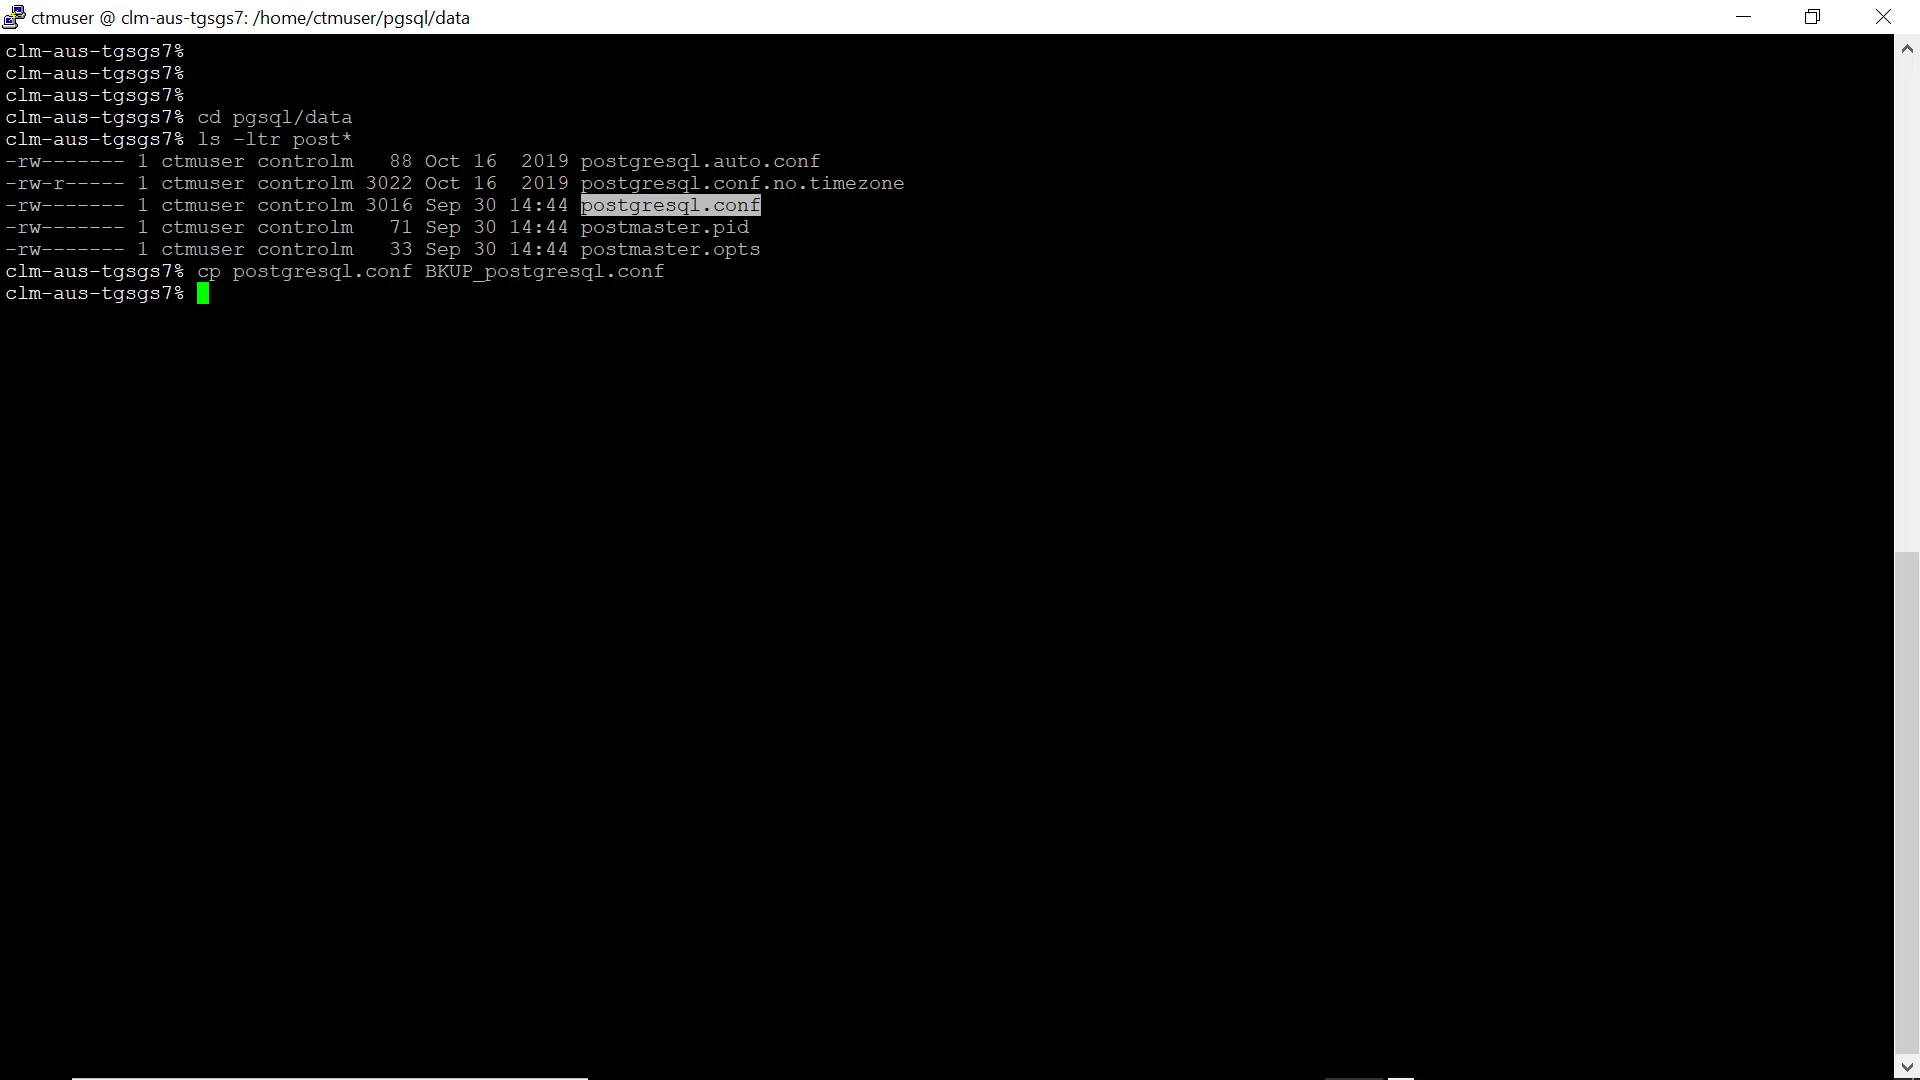 ctmuser @ clm-aus-tgsgs7: /home/ctmuser/pgsql/data
clm-aus-tgsgs7%
clm-aus-tgsgs7%
clm-aus-tgsgs7%
clm-aus-tgsgs7% cd pgsql/data
clm-aus-tgsgs7% ls -ltr post*
-rw------- 1 ctmuser controlm   88 Oct 16  2019 postgresql.auto.conf
-rw-r----- 1 ctmuser controlm 3022 Oct 16  2019 postgresql.conf.no.timezone
-rw------- 1 ctmuser controlm 3016 Sep 30 14:44 postgresql.conf
-rw------- 1 ctmuser controlm   71 Sep 30 14:44 postmaster.pid
-rw------- 1 ctmuser controlm   33 Sep 30 14:44 postmaster.opts
clm-aus-tgsgs7% cp postgresql.conf BKUP_postgresql.conf
clm-aus-tgsgs7%